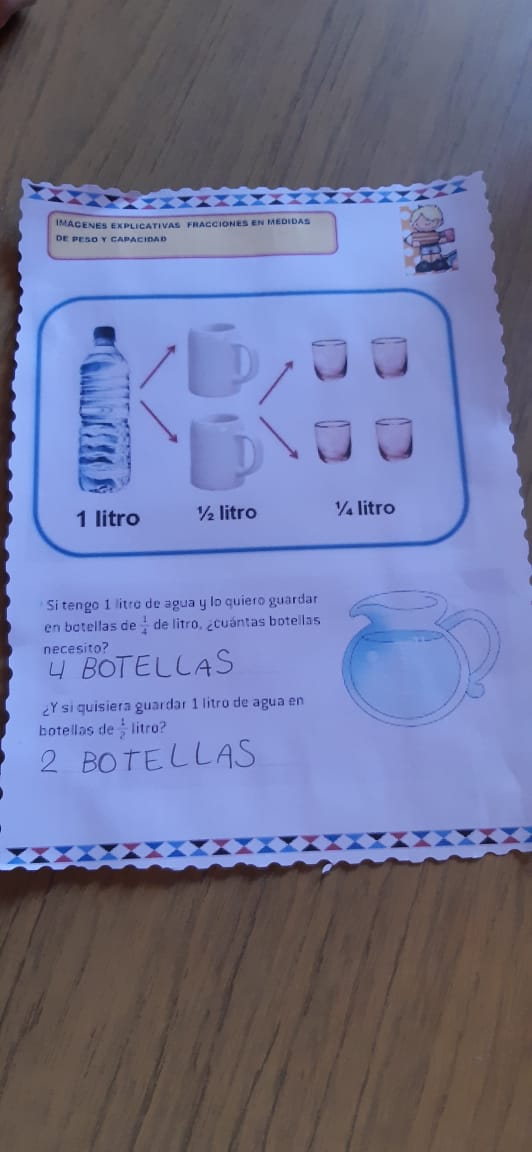 IMÁGENES EXPLICATIVAS FRACCIONES EN MEDIDAS
DE PESO Y CAPACIDAD
1 litro
½ litro
¼ litro
Si tengo 1 litro de agua y lo quiero guardar
en botellas de 1/4 de litro, ¿cuántas botellas
necesito?
4 BOTELLAS
¿Y si quisiera guardar 1 litro de agua en
botellas de 1/2 litro?
2 BOTELLAS